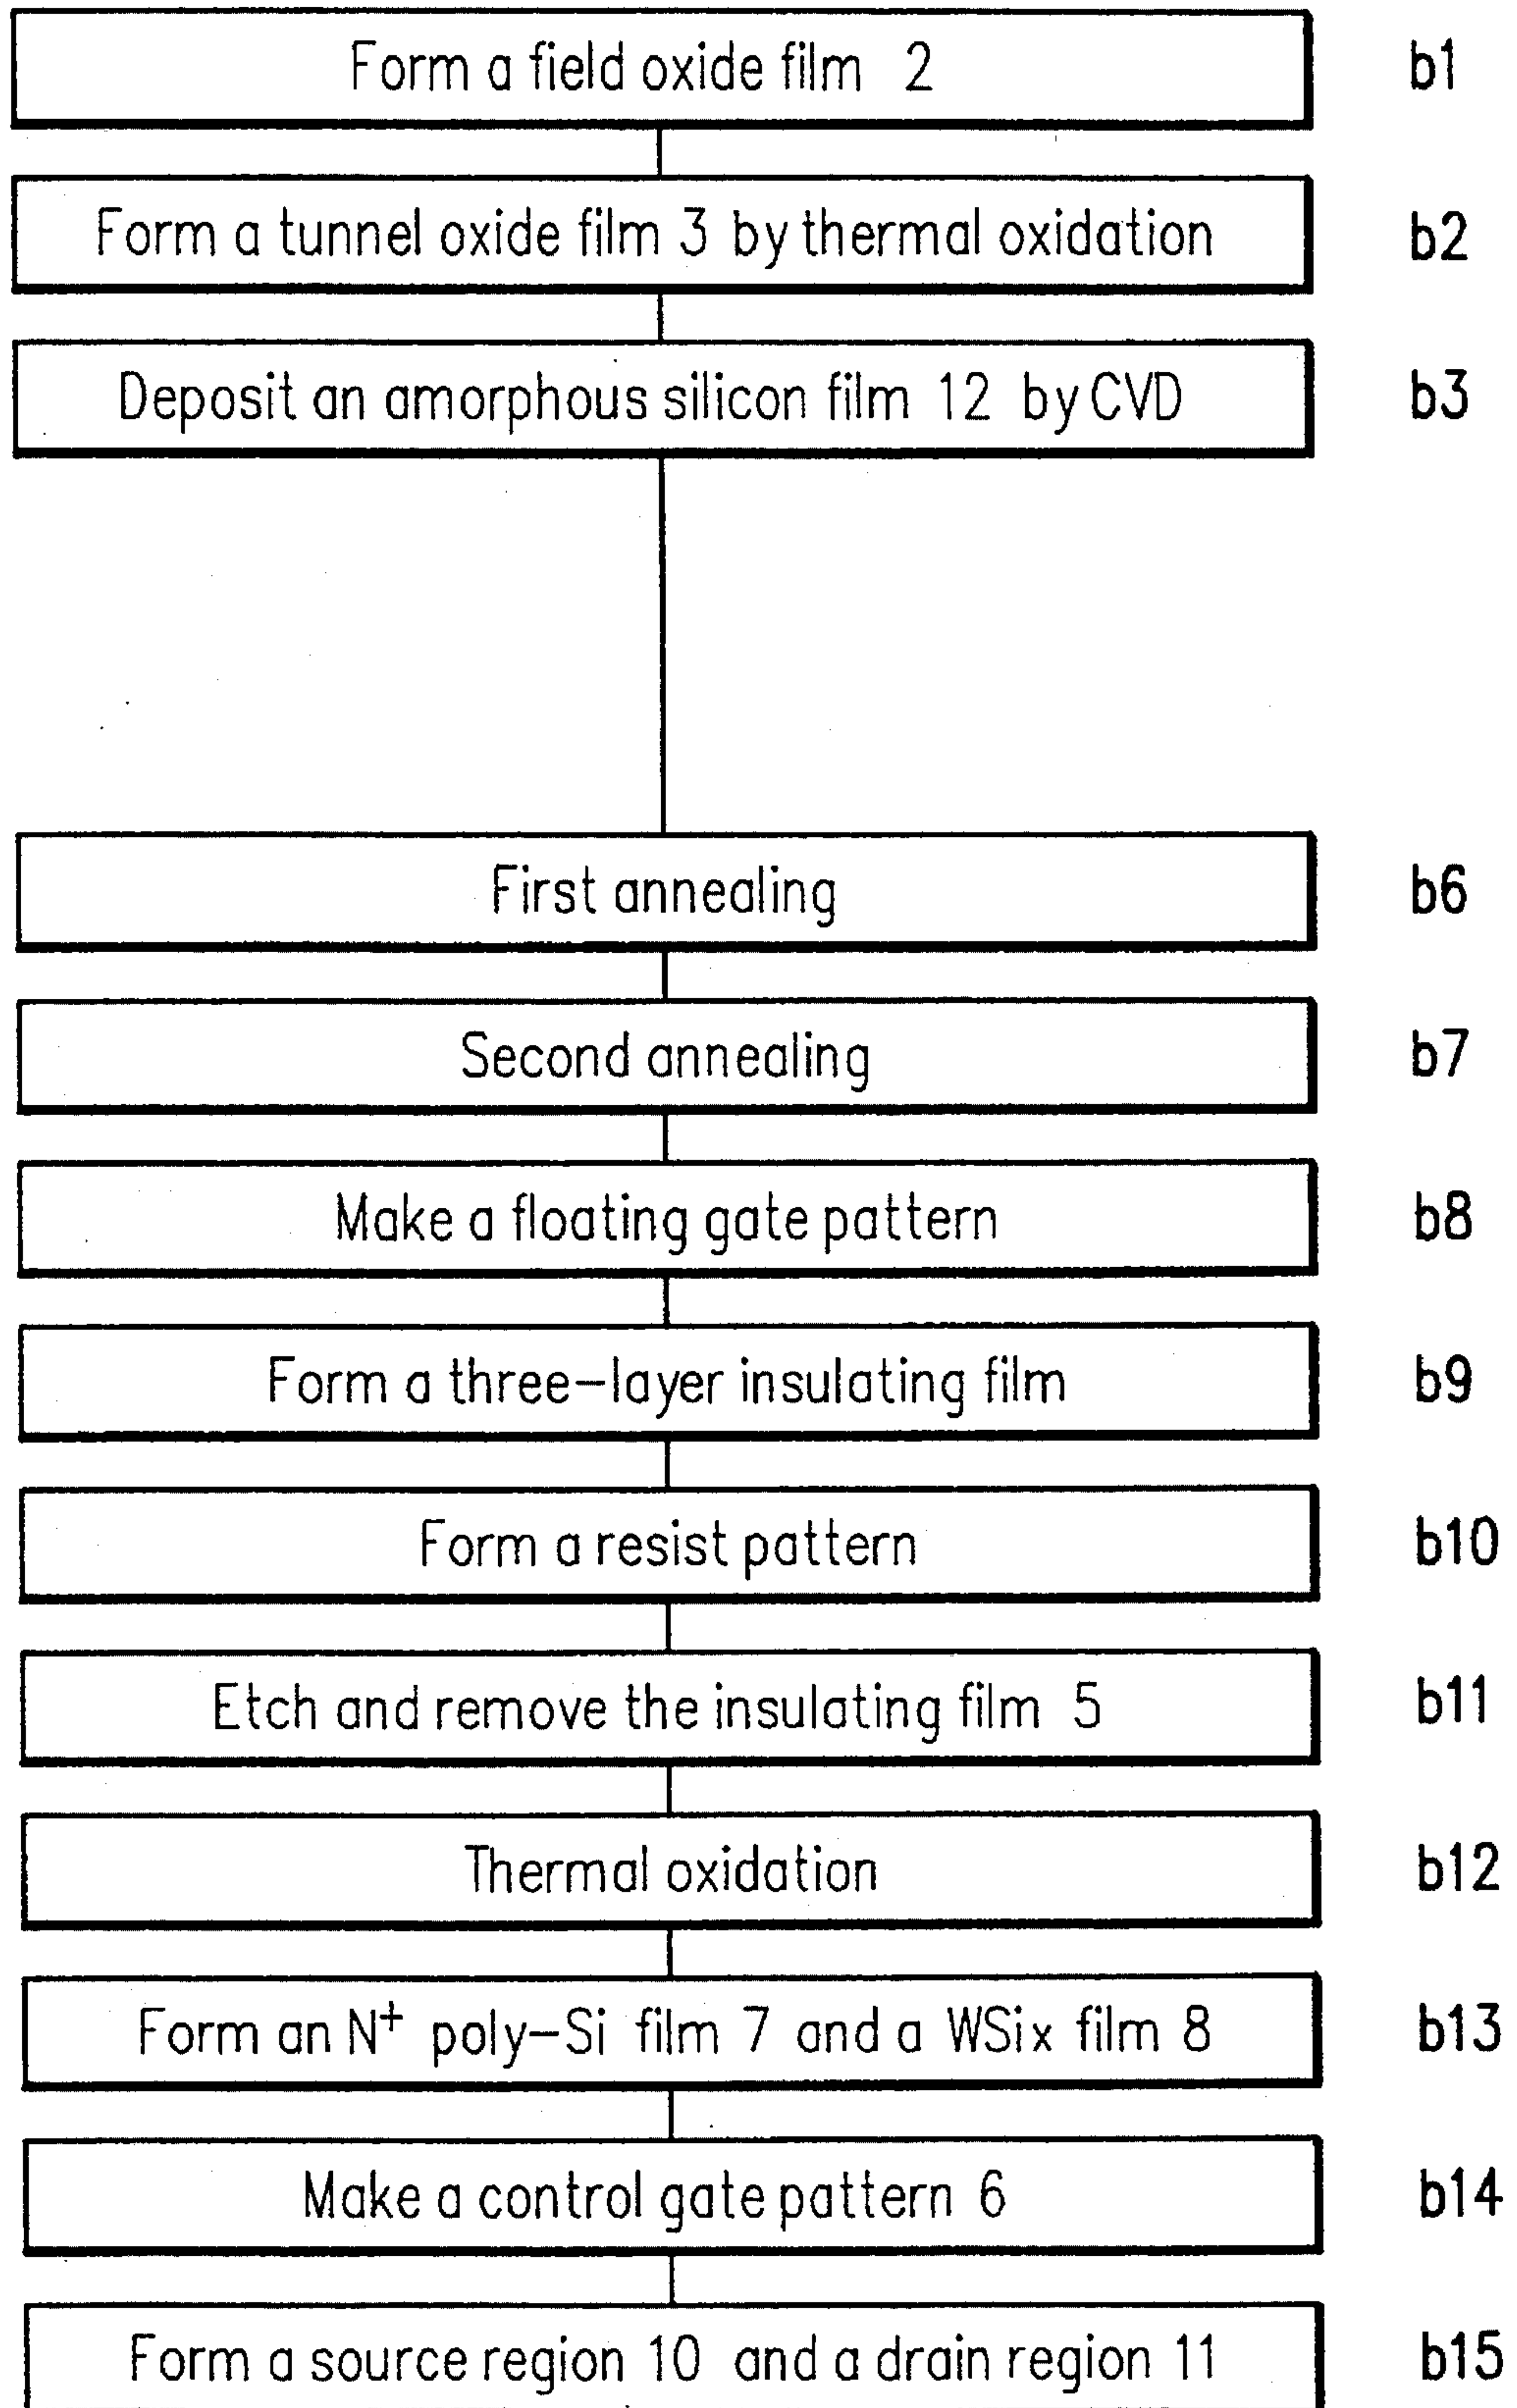 Form a field oxide film 2 b1
Form a tunnel oxide film 3 by thermal oxidation b2
Deposit an amorphous silicon film 12 by CVD b3
First annealing b6
Second annealing b7
Make a floating gate pattern b8
Form a three-layer insulating film b9
Form a resist pattern b10
Etch and remove the insulating film 5 b11
Thermal oxidation b12
Form an N⁺ poly-Si film 7 and a WSix film 8 b13
Make a control gate pattern 6 b14
Form a source region 10 and a drain region 11 b15